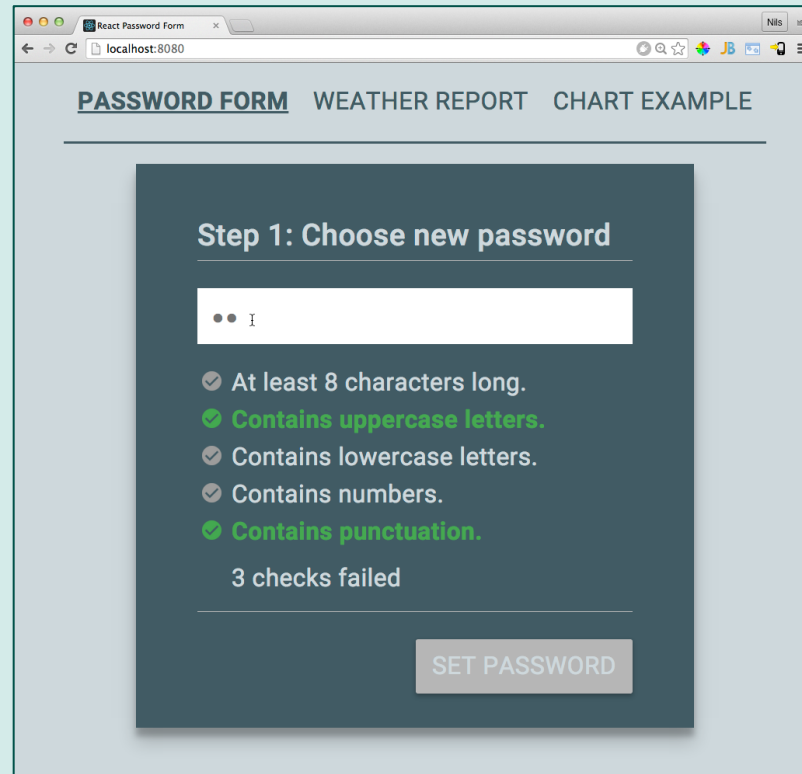 React Password Form
Nils
localhost:8080
JB
PASSWORD FORM WEATHER REPORT CHART EXAMPLE
Step 1: Choose new password
At least 8 characters long.
Contains uppercase letters.
Contains lowercase letters.
Contains numbers.
Contains punctuation.
3 checks failed
SET PASSWORD